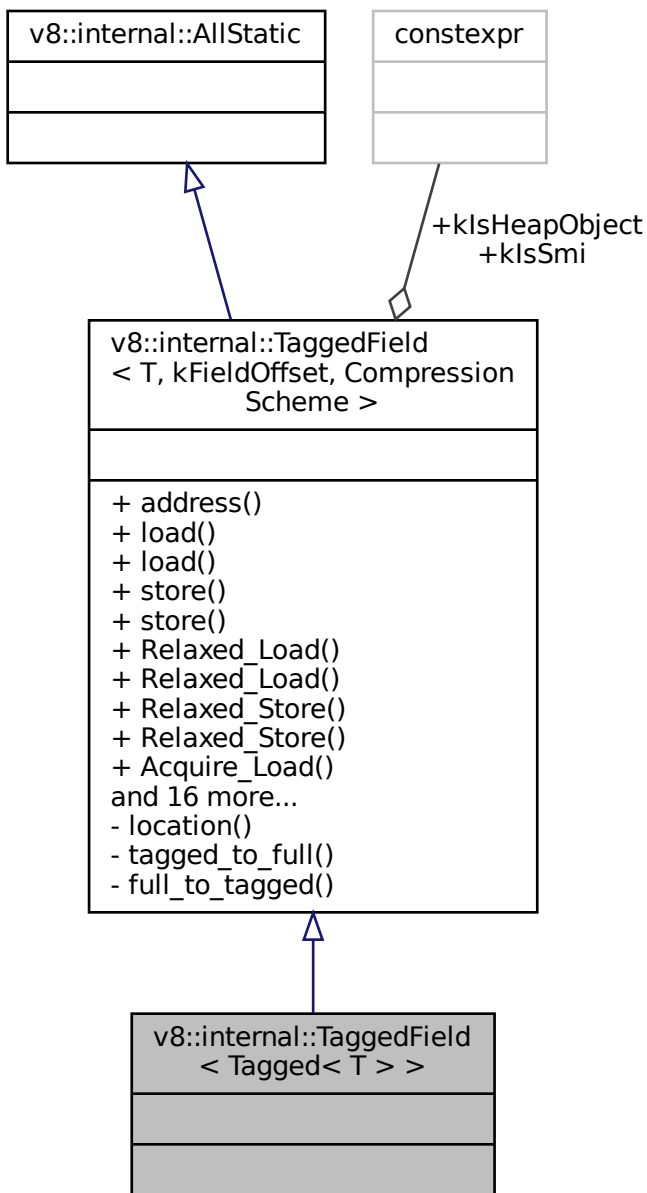 v8::internal::AllStatic
constexpr
+kIsHeapObject
+kIsSmi
v8::internal::TaggedField
< T, kFieldOffset, Compression
Scheme >
+ address()
+ load()
+ load()
+ store()
+ store()
+ Relaxed_Load()
+ Relaxed_Load()
+ Relaxed_Store()
+ Relaxed_Store()
+ Acquire_Load()
and 16 more...
- location()
- tagged_to_full()
- full_to_tagged()
v8::internal::TaggedField
< Tagged< T > >